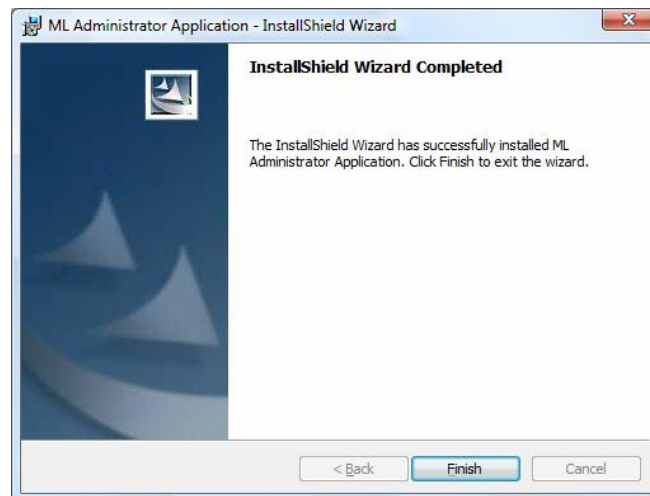 ML Administrator Application - InstallShield Wizard
InstallShield Wizard Completed
The InstallShield Wizard has successfully installed ML
Administrator Application. Click Finish to exit the wizard.
< Back
Finish
Cancel